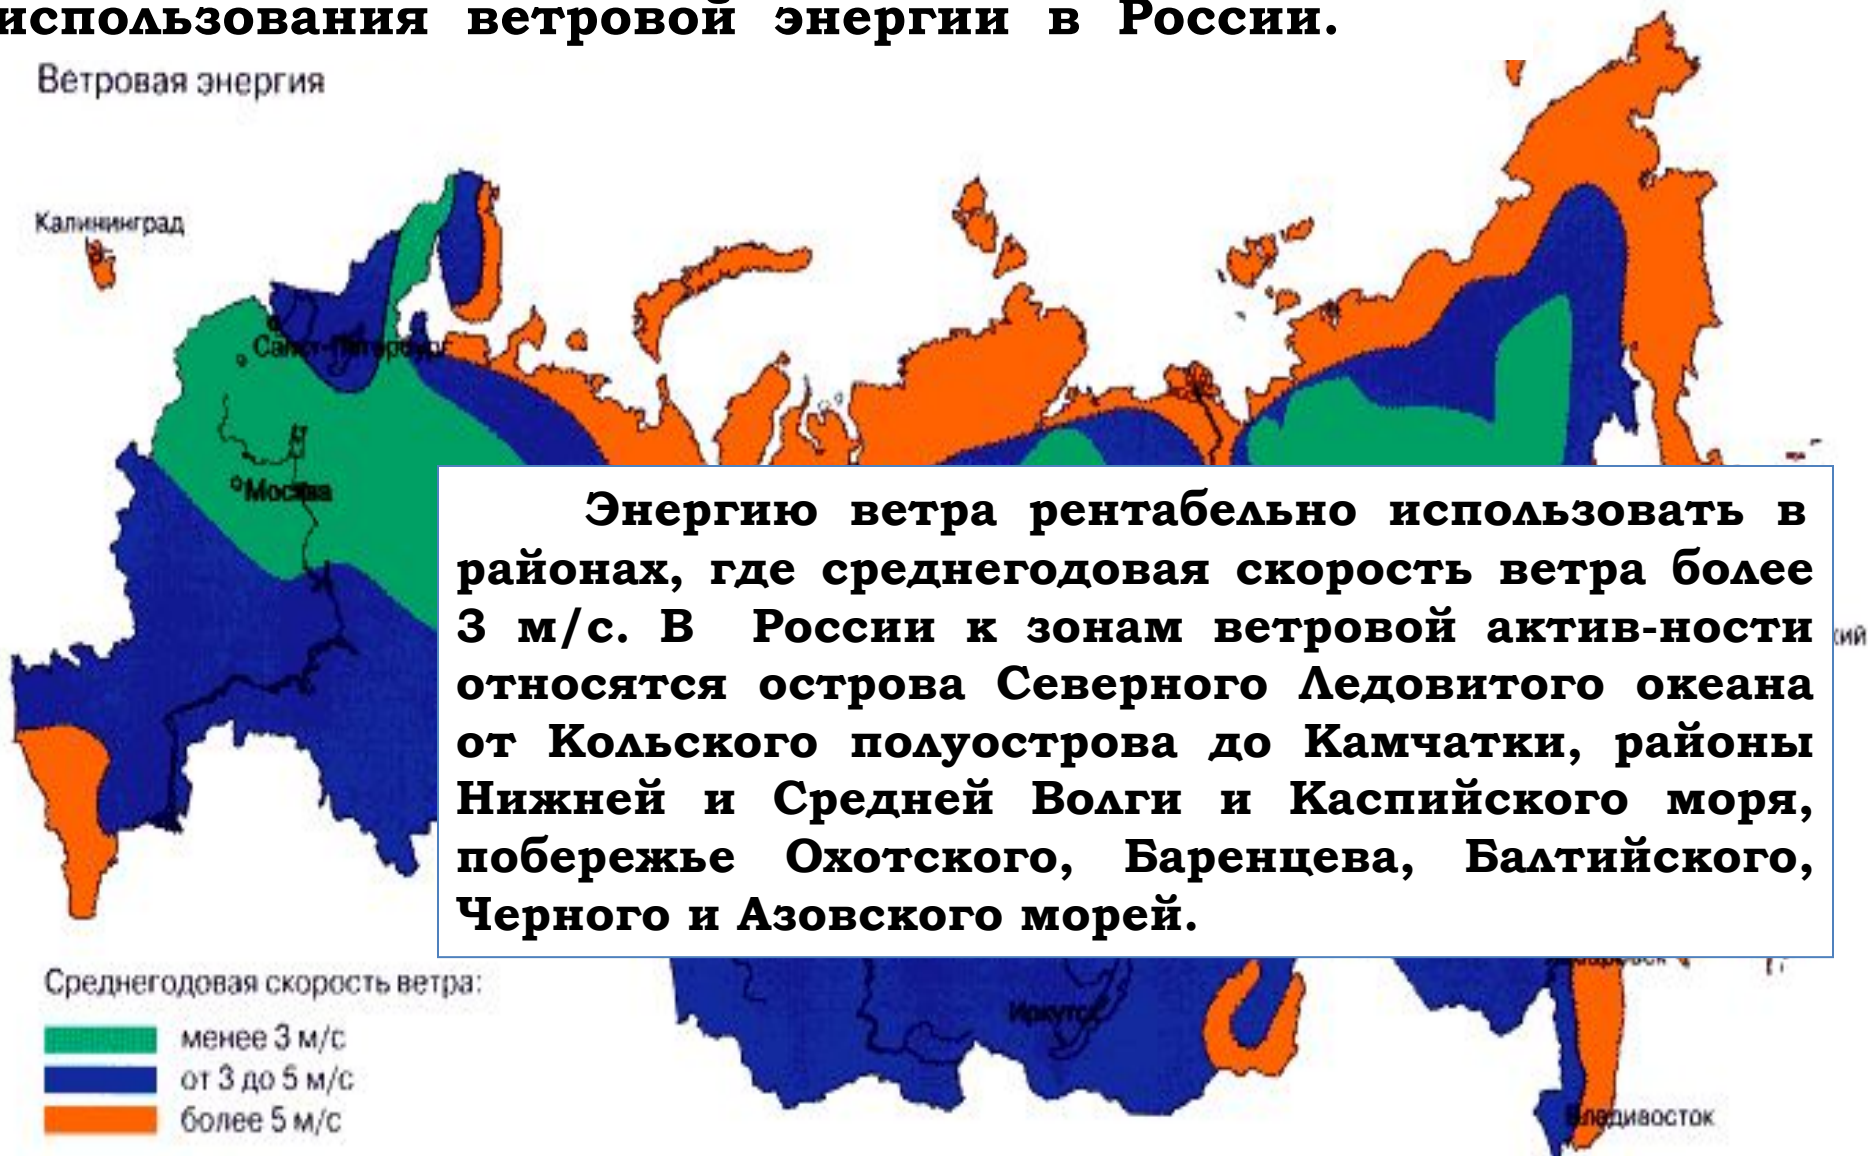 использования ветровой энергии в России.
Ветровая энергия
Калининград
Санкт-Петербург
Москва
Энергию ветра рентабельно использовать в
районах, где среднегодовая скорость ветра более
3 м/с. В России к зонам ветровой актив-ности
относятся острова Северного Ледовитого океана
от Кольского полуострова до Камчатки, районы
Нижней и Средней Волги и Каспийского моря,
побережье Охотского, Баренцева, Балтийского,
Черного и Азовского морей.
кий
Иркутск
Среднегодовая скорость ветра:
менее 3 м/с
от 3 до 5 м/с
более 5 м/с
Владивосток